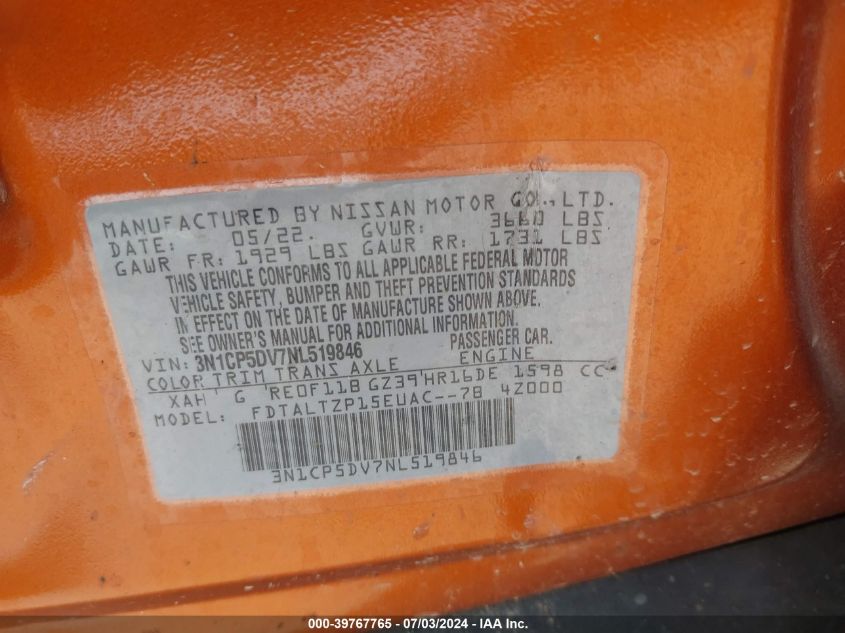 MANUFACTURED BY NISSAN MOTOR CO., LTD.
DATE: 05/22. GVWR: 3660 LBS
GAWR FR: 1929 LBS GAWR RR: 1731 LBS
THIS VEHICLE CONFORMS TO ALL APPLICABLE FEDERAL MOTOR
VEHICLE SAFETY, BUMPER AND THEFT PREVENTION STANDARDS
IN EFFECT ON THE DATE OF MANUFACTURE SHOWN ABOVE.
SEE OWNER'S MANUAL FOR ADDITIONAL INFORMATION.
VIN: 3N1CP5DV7NL519846 PASSENGER CAR.
COLOR TRIM TRANS AXLE ENGINE
XAH G RE0F11B GZ39 HR16DE 1598 CC
MODEL: FDTALTZP15EUAC--7B 4Z000
3N1CP5DV7NL519846
000-39767765 - 07/03/2024 - IAA Inc.